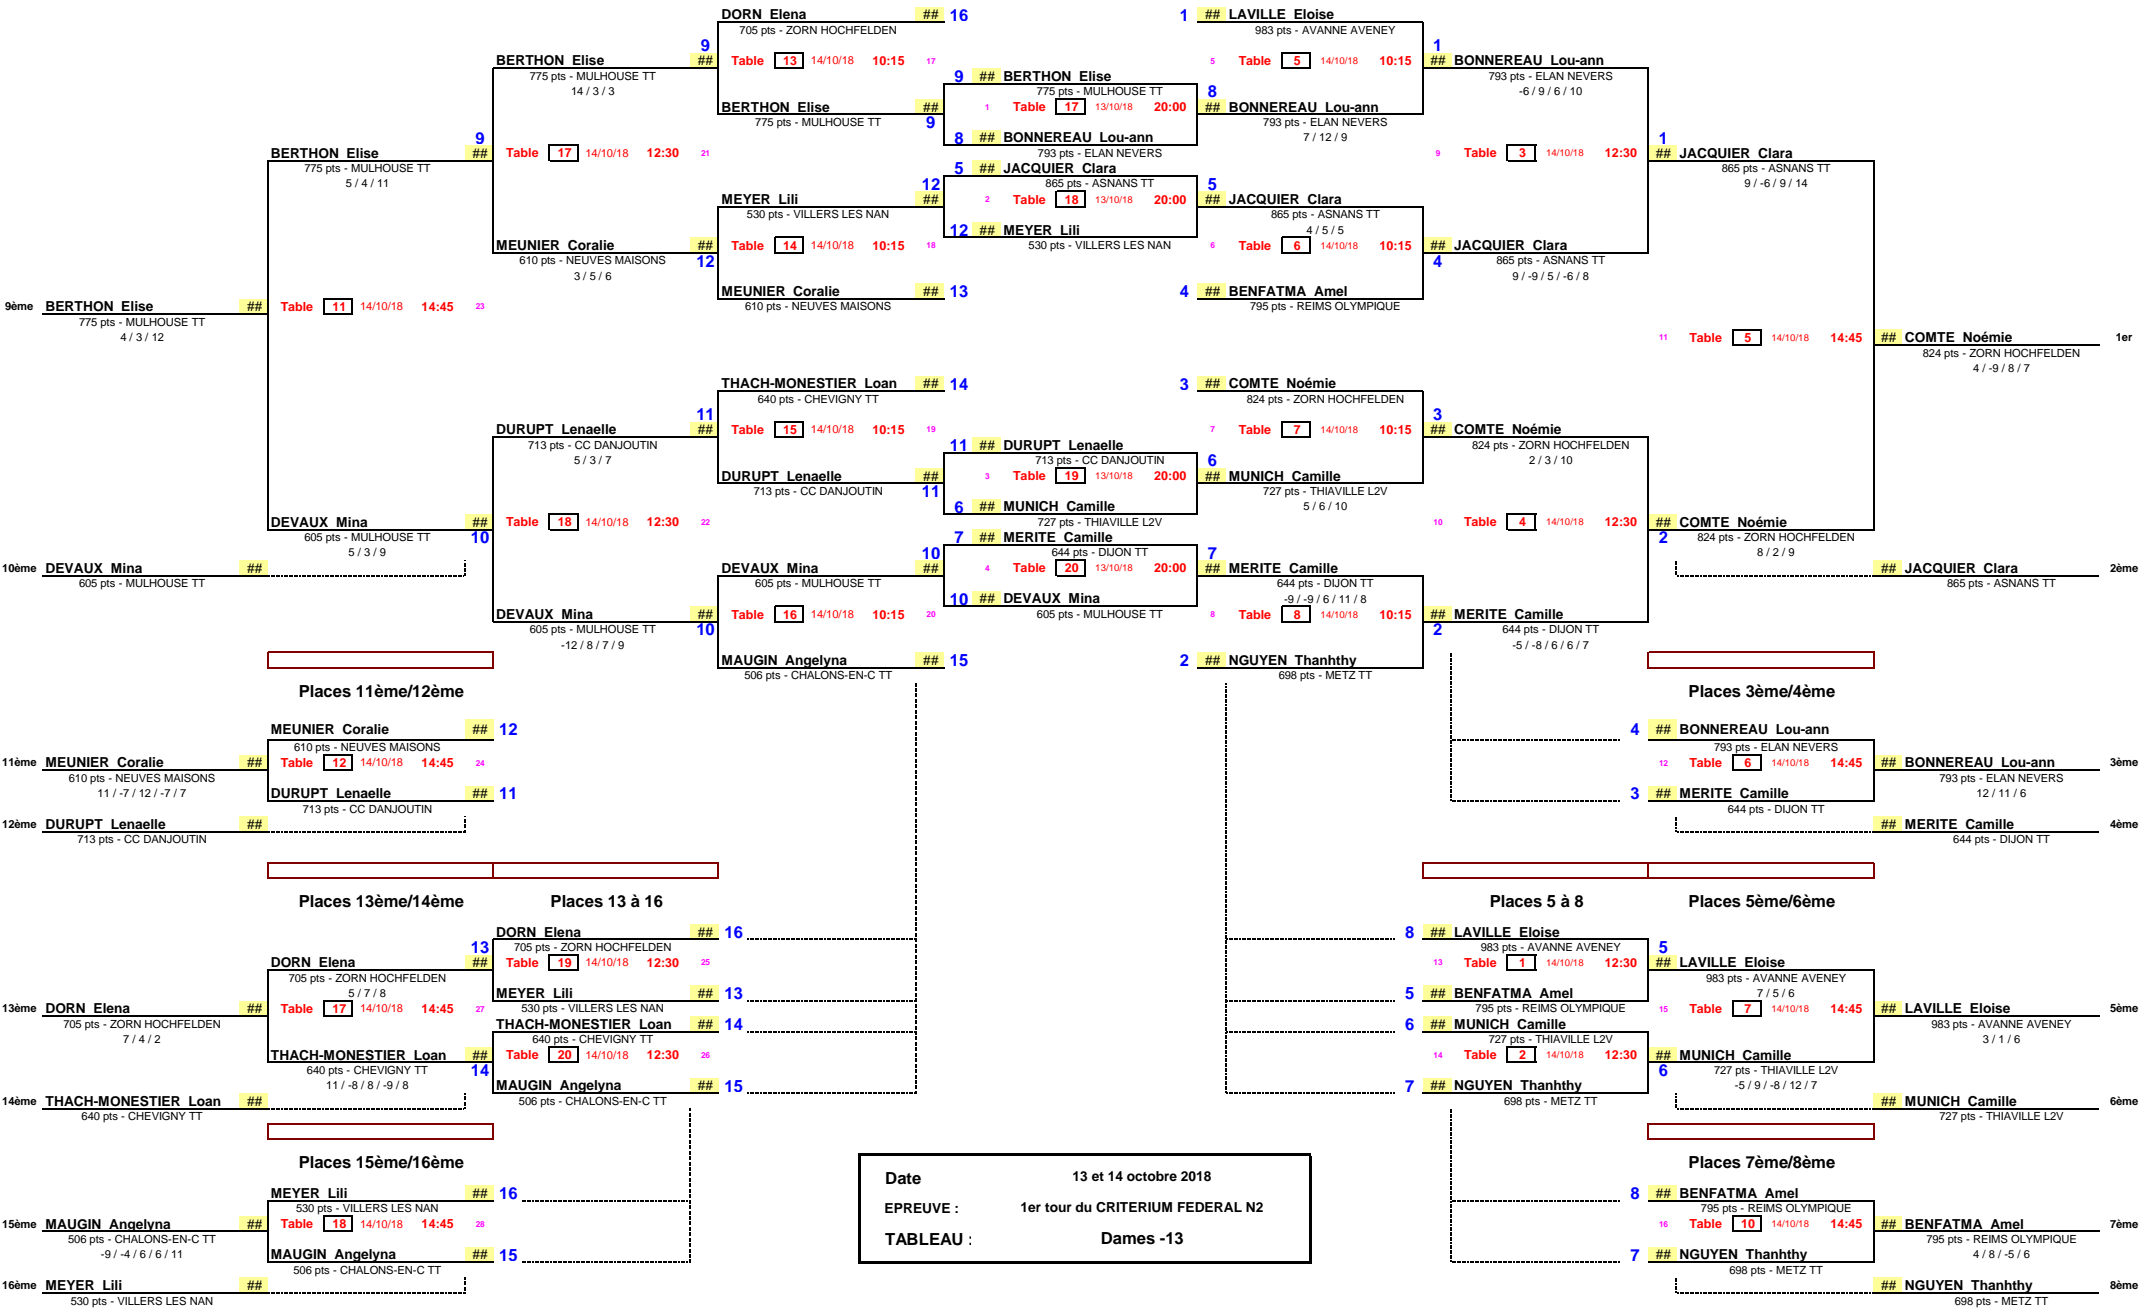 DORN Elena ## 16 1 ## LAVILLE Eloise
705 pts - ZORN HOCHFELDEN 983 pts - AVANNE AVENEY
9 1
BERTHON Elise ## Table 13 14/10/18 10:15 17 5 Table 5 14/10/18 10:15 ## BONNEREAU Lou-ann
775 pts - MULHOUSE TT 9 ## BERTHON Elise 793 pts - ELAN NEVERS
14 / 3 / 3 775 pts - MULHOUSE TT 8 -6 / 9 / 6 / 10
BERTHON Elise ## 1 Table 17 13/10/18 20:00 ## BONNEREAU Lou-ann
775 pts - MULHOUSE TT 9 793 pts - ELAN NEVERS
9 8 ## BONNEREAU Lou-ann 7 / 12 / 9 1
BERTHON Elise ## Table 17 14/10/18 12:30 21 793 pts - ELAN NEVERS 9 Table 3 14/10/18 12:30 ## JACQUIER Clara
775 pts - MULHOUSE TT 5 ## JACQUIER Clara 865 pts - ASNANS TT
5 / 4 / 11 12 865 pts - ASNANS TT 5 9 / -6 / 9 / 14
MEYER Lili ## 2 Table 18 13/10/18 20:00 ## JACQUIER Clara
530 pts - VILLERS LES NAN 865 pts - ASNANS TT
12 ## MEYER Lili 4 / 5 / 5
MEUNIER Coralie ## Table 14 14/10/18 10:15 18 530 pts - VILLERS LES NAN 6 Table 6 14/10/18 10:15 ## JACQUIER Clara
610 pts - NEUVES MAISONS 12 4 865 pts - ASNANS TT
3 / 5 / 6 9 / -9 / 5 / -6 / 8
MEUNIER Coralie ## 13 4 ## BENFATMA Amel
9ème BERTHON Elise ## Table 11 14/10/18 14:45 23 610 pts - NEUVES MAISONS 795 pts - REIMS OLYMPIQUE
775 pts - MULHOUSE TT
4 / 3 / 12 11 Table 5 14/10/18 14:45 ## COMTE Noémie 1er
824 pts - ZORN HOCHFELDEN
4 / -9 / 8 / 7
THACH-MONESTIER Loan ## 14 3 ## COMTE Noémie
640 pts - CHEVIGNY TT 824 pts - ZORN HOCHFELDEN
11 3
DURUPT Lenaelle ## Table 15 14/10/18 10:15 19 7 Table 7 14/10/18 10:15 ## COMTE Noémie
713 pts - CC DANJOUTIN 11 ## DURUPT Lenaelle 824 pts - ZORN HOCHFELDEN
5 / 3 / 7 713 pts - CC DANJOUTIN 6 2 / 3 / 10
DURUPT Lenaelle ## 3 Table 19 13/10/18 20:00 ## MUNICH Camille
713 pts - CC DANJOUTIN 11 727 pts - THIAVILLE L2V
6 ## MUNICH Camille 5 / 6 / 10
DEVAUX Mina ## Table 18 14/10/18 12:30 22 727 pts - THIAVILLE L2V 10 Table 4 14/10/18 12:30 ## COMTE Noémie
605 pts - MULHOUSE TT 10 7 ## MERITE Camille 2 824 pts - ZORN HOCHFELDEN
5 / 3 / 9 10 644 pts - DIJON TT 7 8 / 2 / 9
10ème DEVAUX Mina ## DEVAUX Mina ## 4 Table 20 13/10/18 20:00 ## MERITE Camille ## JACQUIER Clara 2ème
605 pts - MULHOUSE TT 605 pts - MULHOUSE TT 644 pts - DIJON TT 865 pts - ASNANS TT
10 ## DEVAUX Mina -9 / -9 / 6 / 11 / 8
DEVAUX Mina ## Table 16 14/10/18 10:15 20 605 pts - MULHOUSE TT 8 Table 8 14/10/18 10:15 ## MERITE Camille
605 pts - MULHOUSE TT 10 2 644 pts - DIJON TT
-12 / 8 / 7 / 9 -5 / -8 / 6 / 6 / 7
MAUGIN Angelyna ## 15 2 ## NGUYEN Thanhthy
506 pts - CHALONS-EN-C TT 698 pts - METZ TT
Places 11ème/12ème Places 3ème/4ème
MEUNIER Coralie ## 12 4 ## BONNEREAU Lou-ann
610 pts - NEUVES MAISONS 793 pts - ELAN NEVERS
11ème MEUNIER Coralie ## Table 12 14/10/18 14:45 24 12 Table 6 14/10/18 14:45 ## BONNEREAU Lou-ann 3ème
610 pts - NEUVES MAISONS 793 pts - ELAN NEVERS
11 / -7 / 12 / -7 / 7 DURUPT Lenaelle ## 11 3 ## MERITE Camille 12 / 11 / 6
713 pts - CC DANJOUTIN 644 pts - DIJON TT
12ème DURUPT Lenaelle ## ## MERITE Camille 4ème
713 pts - CC DANJOUTIN 644 pts - DIJON TT
Places 13ème/14ème Places 13 à 16 Places 5 à 8 Places 5ème/6ème
DORN Elena ## 16 8 ## LAVILLE Eloise
13 705 pts - ZORN HOCHFELDEN 983 pts - AVANNE AVENEY 5
DORN Elena ## Table 19 14/10/18 12:30 25 13 Table 1 14/10/18 12:30 ## LAVILLE Eloise
705 pts - ZORN HOCHFELDEN 983 pts - AVANNE AVENEY
5 / 7 / 8 MEYER Lili ## 13 5 ## BENFATMA Amel 7 / 5 / 6
13ème DORN Elena ## Table 17 14/10/18 14:45 27 530 pts - VILLERS LES NAN 795 pts - REIMS OLYMPIQUE 15 Table 7 14/10/18 14:45 ## LAVILLE Eloise 5ème
705 pts - ZORN HOCHFELDEN THACH-MONESTIER Loan ## 14 6 ## MUNICH Camille 983 pts - AVANNE AVENEY
7 / 4 / 2 640 pts - CHEVIGNY TT 727 pts - THIAVILLE L2V 3 / 1 / 6
THACH-MONESTIER Loan ## Table 20 14/10/18 12:30 26 14 Table 2 14/10/18 12:30 ## MUNICH Camille
640 pts - CHEVIGNY TT 14 6 727 pts - THIAVILLE L2V
11 / -8 / 8 / -9 / 8 MAUGIN Angelyna ## 15 7 ## NGUYEN Thanhthy -5 / 9 / -8 / 12 / 7
14ème THACH-MONESTIER Loan ## 506 pts - CHALONS-EN-C TT 698 pts - METZ TT ## MUNICH Camille 6ème
640 pts - CHEVIGNY TT 727 pts - THIAVILLE L2V
Places 15ème/16ème Places 7ème/8ème
Date 13 et 14 octobre 2018
MEYER Lili ## 16 8 ## BENFATMA Amel
530 pts - VILLERS LES NAN EPREUVE : 1er tour du CRITERIUM FEDERAL N2 795 pts - REIMS OLYMPIQUE
15ème MAUGIN Angelyna ## Table 18 14/10/18 14:45 28 16 Table 10 14/10/18 14:45 ## BENFATMA Amel 7ème
506 pts - CHALONS-EN-C TT TABLEAU : Dames -13 795 pts - REIMS OLYMPIQUE
-9 / -4 / 6 / 6 / 11 MAUGIN Angelyna ## 15 7 ## NGUYEN Thanhthy 4 / 8 / -5 / 6
506 pts - CHALONS-EN-C TT 698 pts - METZ TT
16ème MEYER Lili ## ## NGUYEN Thanhthy 8ème
530 pts - VILLERS LES NAN 698 pts - METZ TT